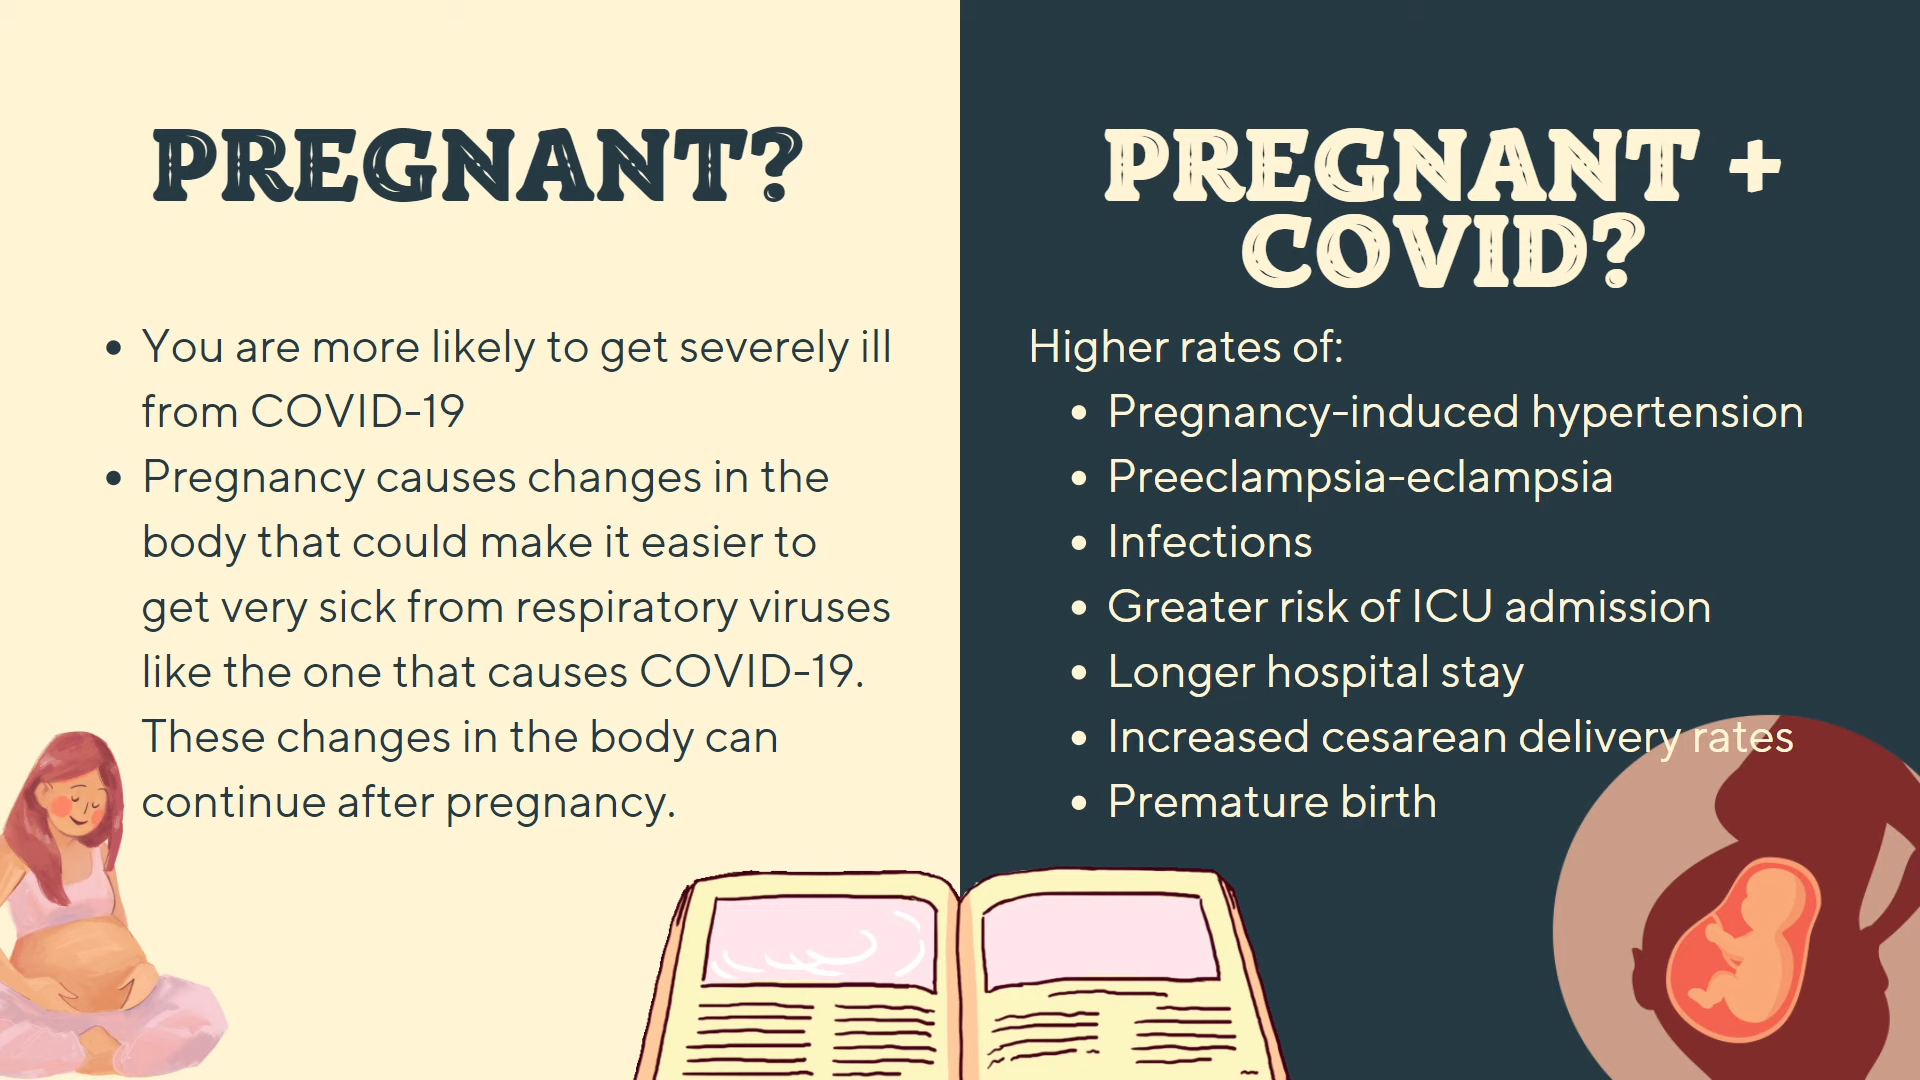 PREGNANT?
• You are more likely to get severely ill
from COVID-19
• Pregnancy causes changes in the
body that could make it easier to
get very sick from respiratory viruses
like the one that causes COVID-19.
These changes in the body can
continue after pregnancy.
PREGNANT +
COVID?
Higher rates of:
• Pregnancy-induced hypertension
• Preeclampsia-eclampsia
• Infections
• Greater risk of ICU admission
• Longer hospital stay
• Increased cesarean delivery rates
• Premature birth